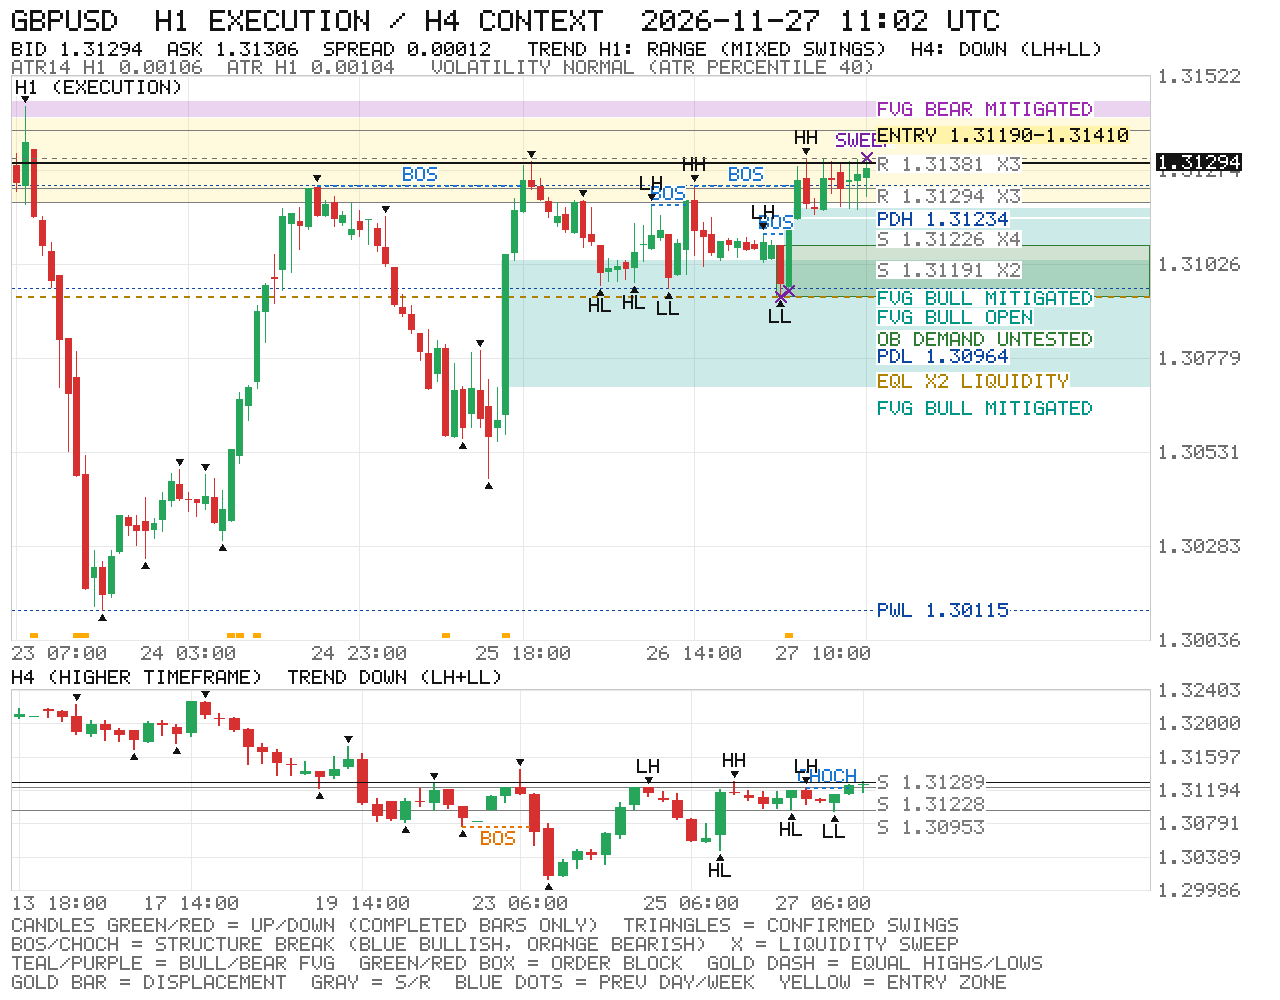 GBPUSD  H1 EXECUTION / H4 CONTEXT  2026-11-27 11:02 UTC
BID 1.31294  ASK 1.31306  SPREAD 0.00012   TREND H1: RANGE (MIXED SWINGS)  H4: DOWN (LH+LL)
ATR14 H1 0.00106  ATR H1 0.00104   VOLATILITY NORMAL (ATR PERCENTILE 40)
H1 (EXECUTION)
1.31522
FVG BEAR MITIGATED
ENTRY 1.31190-1.31410
HH
R 1.31381 X3
1.31294
HH
BOS
BOS
LH
BOS
R 1.31294 X3
LH
BOS
PDH 1.31234
S 1.31226 X4
1.31026
S 1.31191 X2
HL
HL
LL
LL
FVG BULL MITIGATED
FVG BULL OPEN
OB DEMAND UNTESTED
PDL 1.30964
1.30779
EQL X2 LIQUIDITY
FVG BULL MITIGATED
1.30531
1.30283
PWL 1.30115
1.30036
23 07:00  24 03:00  24 23:00  25 18:00  26 14:00  27 10:00
H4 (HIGHER TIMEFRAME)  TREND DOWN (LH+LL)
1.32403
1.32000
1.31597
LH
HH
LH
CHOCH
S 1.31289
1.31194
S 1.31228
BOS
HL
LL
S 1.30953
1.30791
HL
1.30389
1.29986
13 18:00  17 14:00  19 14:00  23 06:00  25 06:00  27 06:00
CANDLES GREEN/RED = UP/DOWN (COMPLETED BARS ONLY)  TRIANGLES = CONFIRMED SWINGS
BOS/CHOCH = STRUCTURE BREAK (BLUE BULLISH, ORANGE BEARISH)  X = LIQUIDITY SWEEP
TEAL/PURPLE = BULL/BEAR FVG  GREEN/RED BOX = ORDER BLOCK  GOLD DASH = EQUAL HIGHS/LOWS
GOLD BAR = DISPLACEMENT  GRAY = S/R  BLUE DOTS = PREV DAY/WEEK  YELLOW = ENTRY ZONE